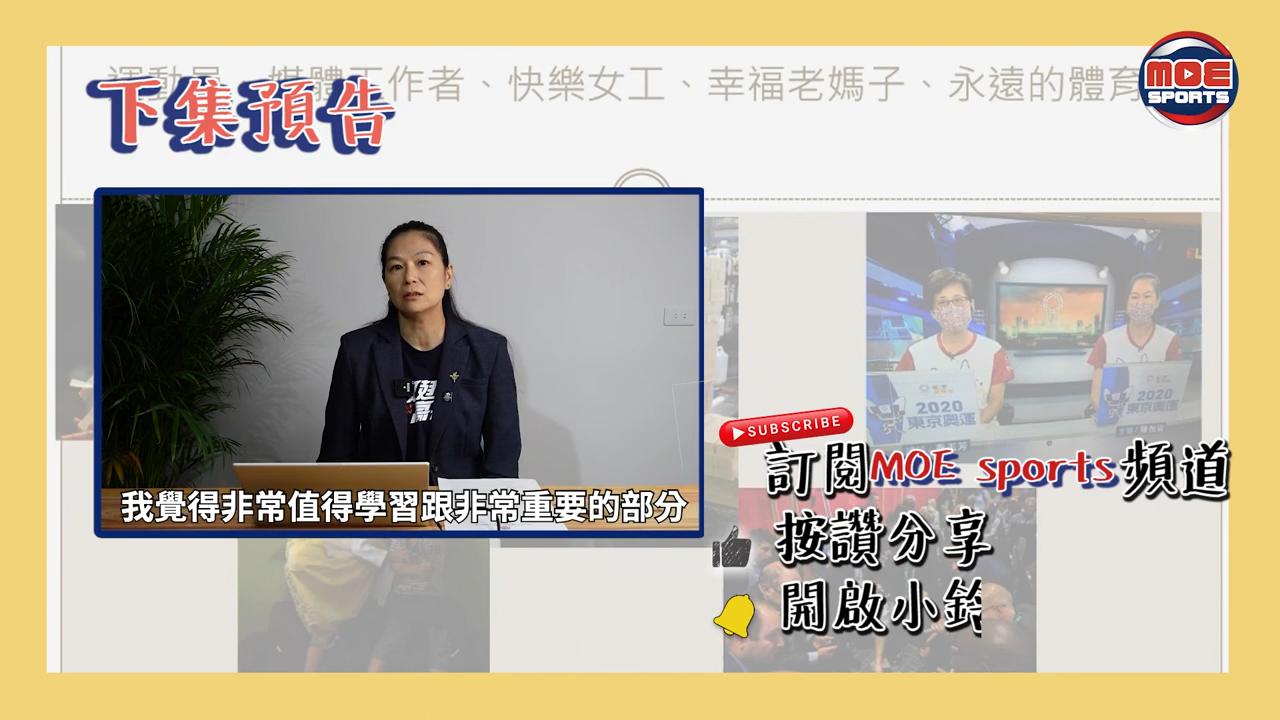 運動員、媒體工作者、快樂女工、幸福老媽子、永遠的體育
下集預告
MOE
SPORTS
2020
東京奧運
2020
東京奧運
SUBSCRIBE
訂閱MOE sports頻道
我覺得非常值得學習跟非常重要的部分
按讚分享
開啟小鈴